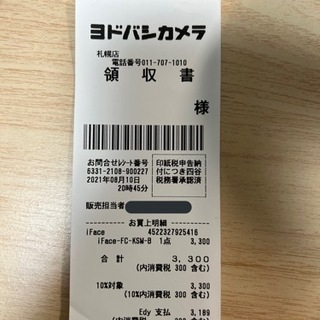 ヨドバシカメラ
札幌店
電話番号011-707-1010
領収書
様
お問合せレシート番号
6331-2108-900227
2021年08月10日
20時45分
印紙税申告納
付につき四谷
税務署承認済
販売担当者
お買上明細
iFace 4522327925416
iFace-FC-KSM-B 1点 3,300
合計 3,300
(内消費税 300 含む)
10%対象 3,300
(10%内消費税 300 含む)
Edy 支払 3,189